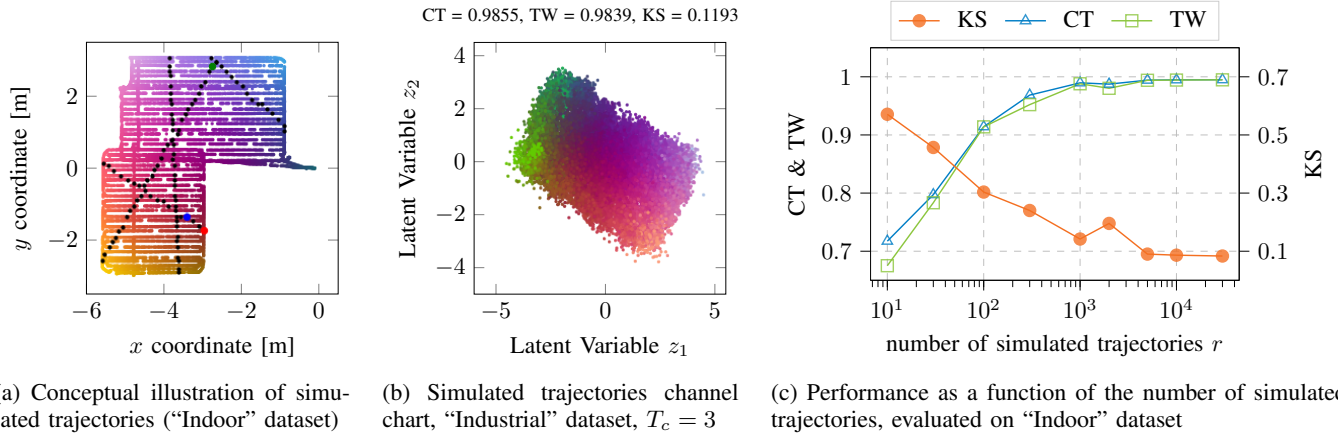 CT = 0.9855, TW = 0.9839, KS = 0.1193
KS CT TW
y coordinate [m]
2
0
−2
−6 −4 −2 0
x coordinate [m]
Latent Variable z2
4
2
0
−2
−4
−5 0 5
Latent Variable z1
CT & TW
1
0.9
0.8
0.7
0.7
0.5
0.3
0.1
KS
10^1 10^2 10^3 10^4
number of simulated trajectories r
a) Conceptual illustration of simu-
ated trajectories (“Indoor” dataset)
(b) Simulated trajectories channel
chart, “Industrial” dataset, Tc = 3
(c) Performance as a function of the number of simulated
trajectories, evaluated on “Indoor” dataset